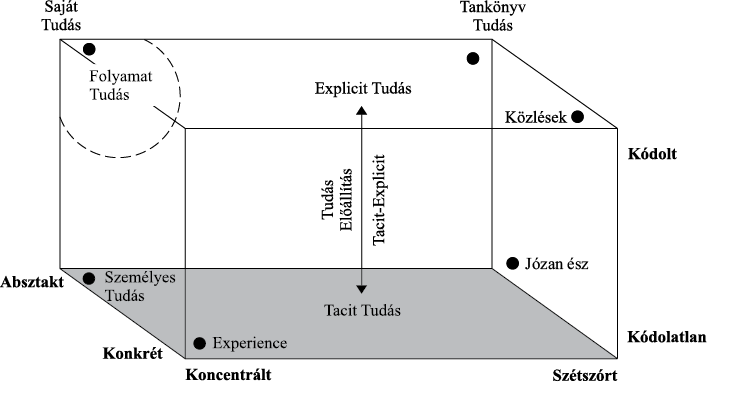 Saját
Tudás
Tankönyv
Tudás
Folyamat
Tudás
Explicit Tudás
Közlések
Kódolt
Tudás
Előállítás
Tacit-Explicit
Absztakt
Személyes
Tudás
Józan ész
Tacit Tudás
Kódolatlan
Konkrét
Experience
Koncentrált
Szétszórt